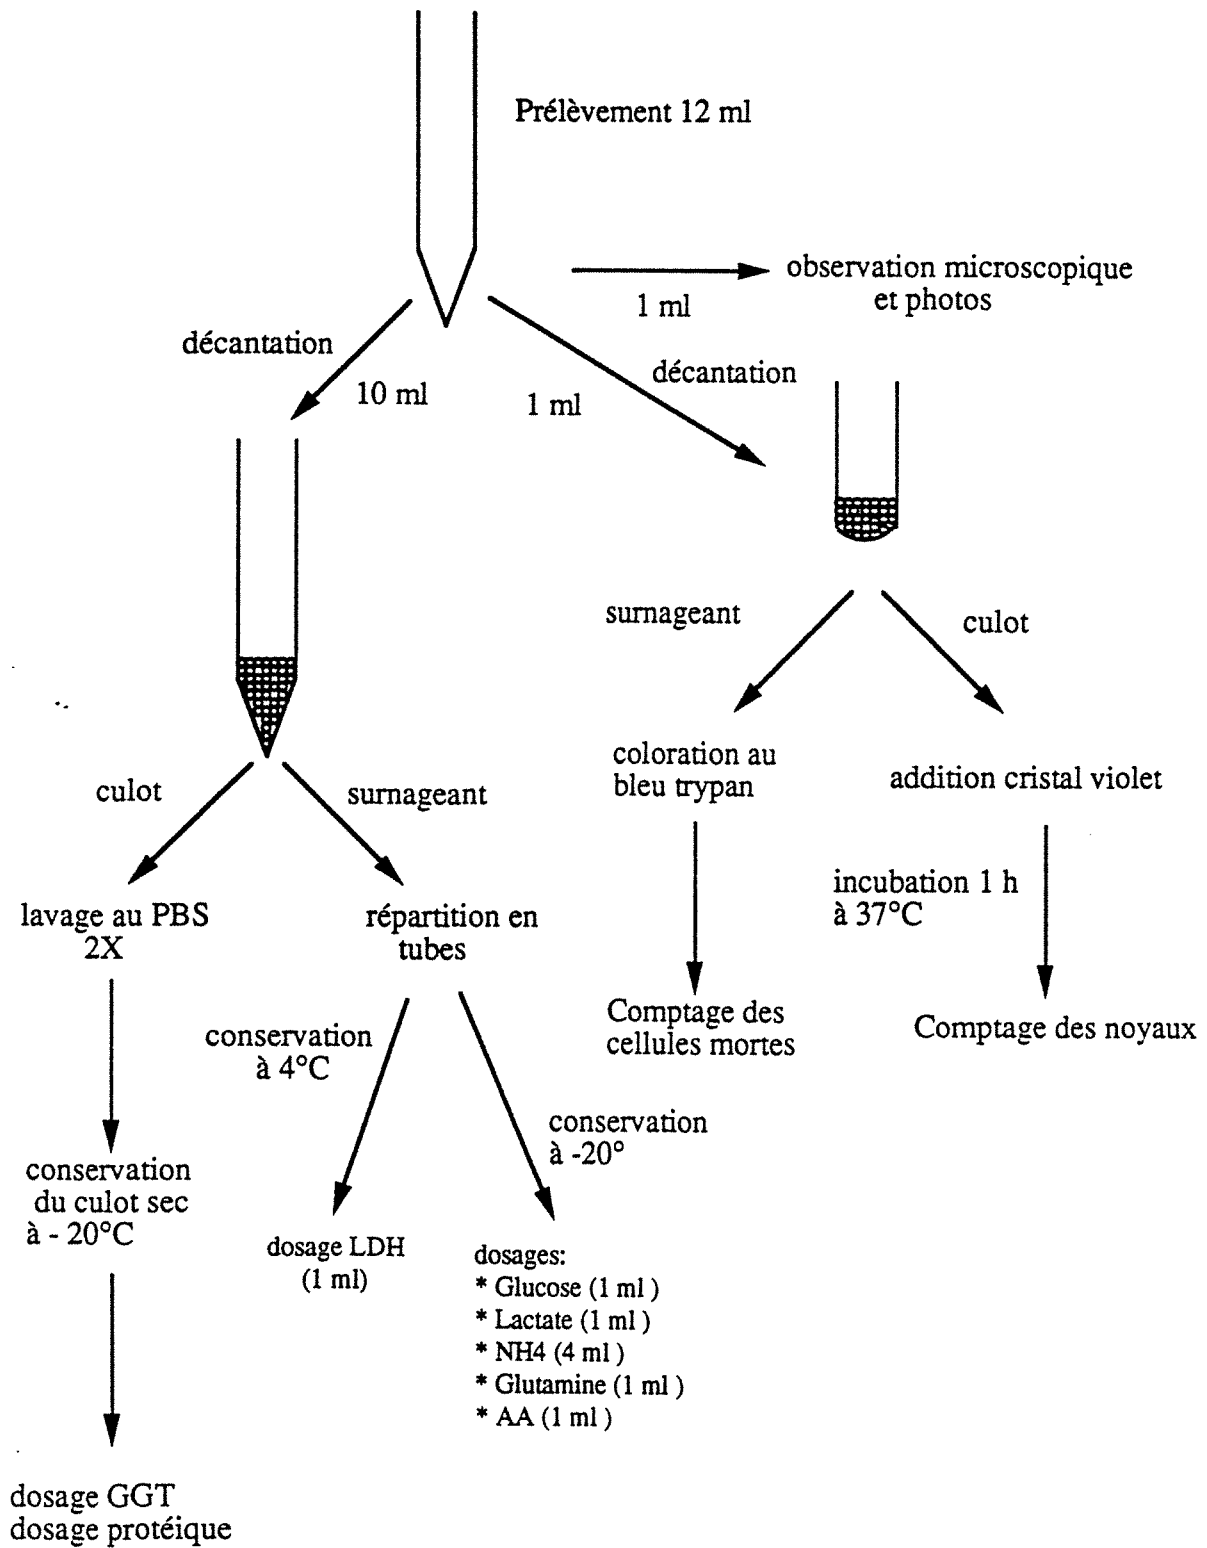 Prélèvement 12 ml
observation microscopique
et photos
1 ml
décantation
10 ml
décantation
1 ml
surnageant
culot
culot
surnageant
coloration au
bleu trypan
addition cristal violet
incubation 1 h
à 37°C
lavage au PBS
2X
répartition en
tubes
Comptage des
cellules mortes
Comptage des noyaux
conservation
à 4°C
conservation
à -20°
conservation
du culot sec
à - 20°C
dosage LDH
(1 ml)
dosages:
* Glucose (1 ml )
* Lactate (1 ml )
* NH4 (4 ml )
* Glutamine (1 ml )
* AA (1 ml )
dosage GGT
dosage protéique